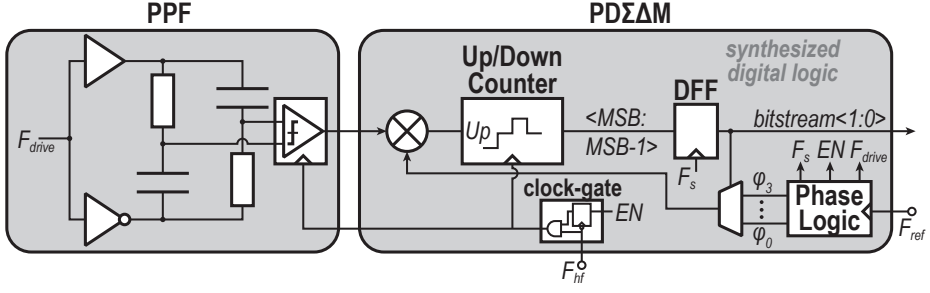 PPF
PDΣΔM
F_drive
Up/Down
Counter
Up
<MSB:
MSB-1>
DFF
F_s
synthesized
digital logic
bitstream<1:0>
F_s EN F_drive
φ_3
φ_0
Phase
Logic
F_ref
clock-gate
EN
F_hf